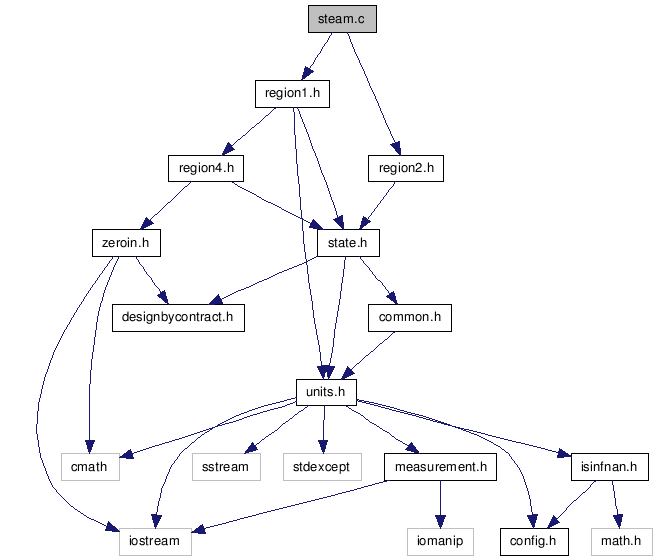 steam.c
region1.h
region4.h
region2.h
zeroin.h
state.h
designbycontract.h
common.h
units.h
cmath
sstream
stdexcept
measurement.h
isinfnan.h
iostream
iomanip
config.h
math.h